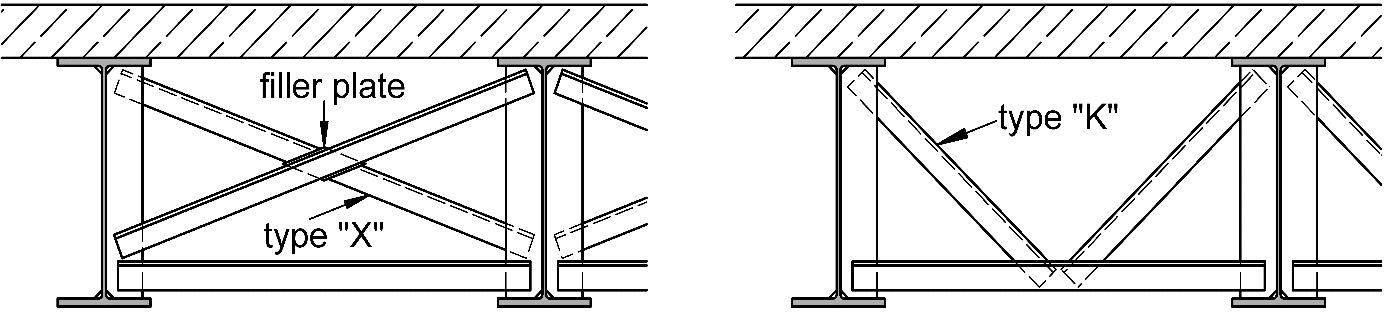 filler plate
type "X"
type "K"